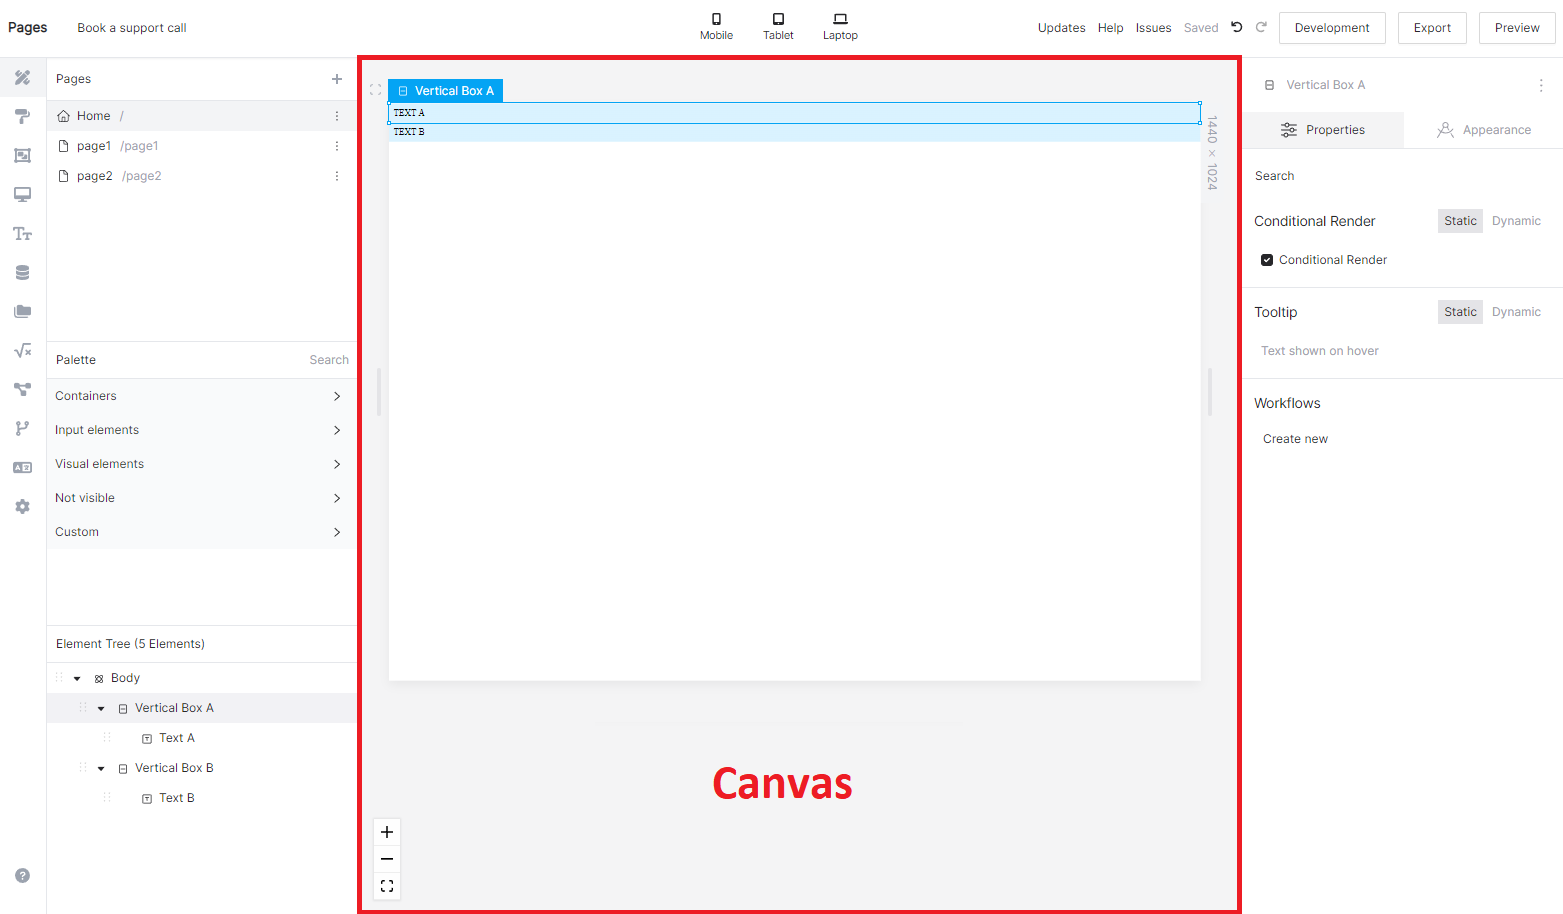 Pages
Book a support call
Mobile
Tablet
Laptop
Updates
Help
Issues
Saved
Development
Export
Preview
Pages
Home /
page1 /page1
page2 /page2
Palette
Search
Containers
Input elements
Visual elements
Not visible
Custom
Element Tree (5 Elements)
Body
Vertical Box A
Text A
Vertical Box B
Text B
Vertical Box A
TEXT A
TEXT B
1440 × 1024
Canvas
Vertical Box A
Properties
Appearance
Search
Conditional Render
Static
Dynamic
Conditional Render
Tooltip
Static
Dynamic
Text shown on hover
Workflows
Create new